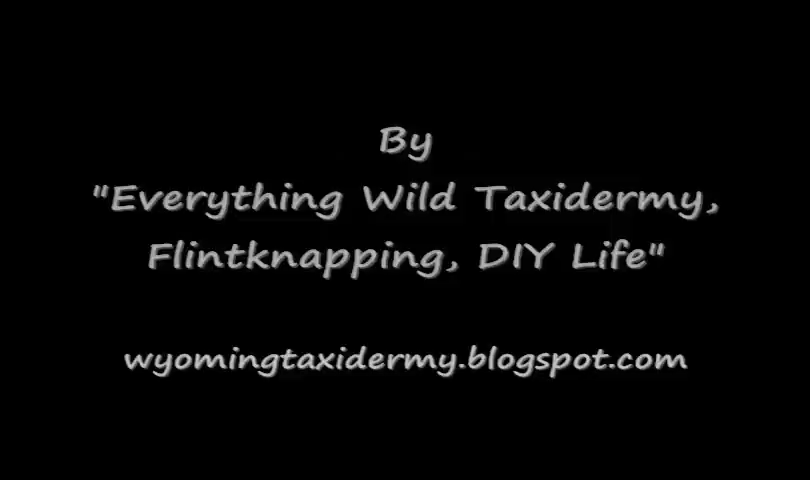 By
"Everything Wild Taxidermy,
Flintknapping, DIY Life"
wyomingtaxidermy.blogspot.com